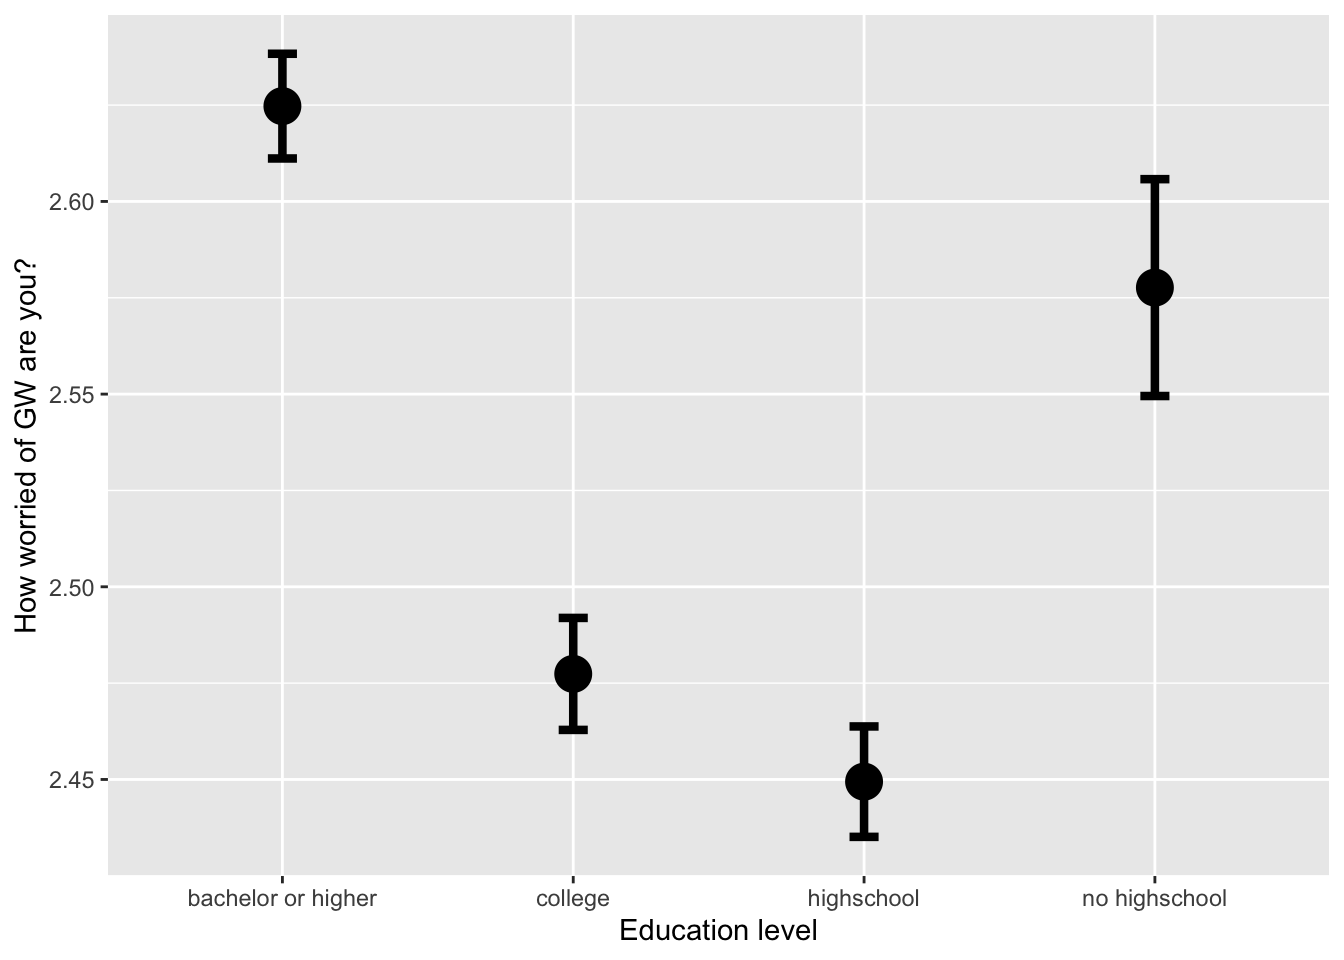 How worried of GW are you?
2.60
2.55
2.50
2.45
bachelor or higher
college
highschool
no highschool
Education level